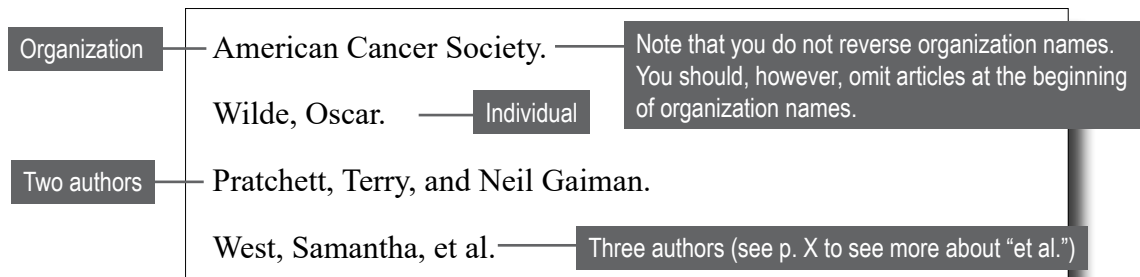 Organization
American Cancer Society.
Note that you do not reverse organization names.
You should, however, omit articles at the beginning
of organization names.
Wilde, Oscar.
Individual
Two authors
Pratchett, Terry, and Neil Gaiman.
West, Samantha, et al.
Three authors (see p. X to see more about “et al.”)